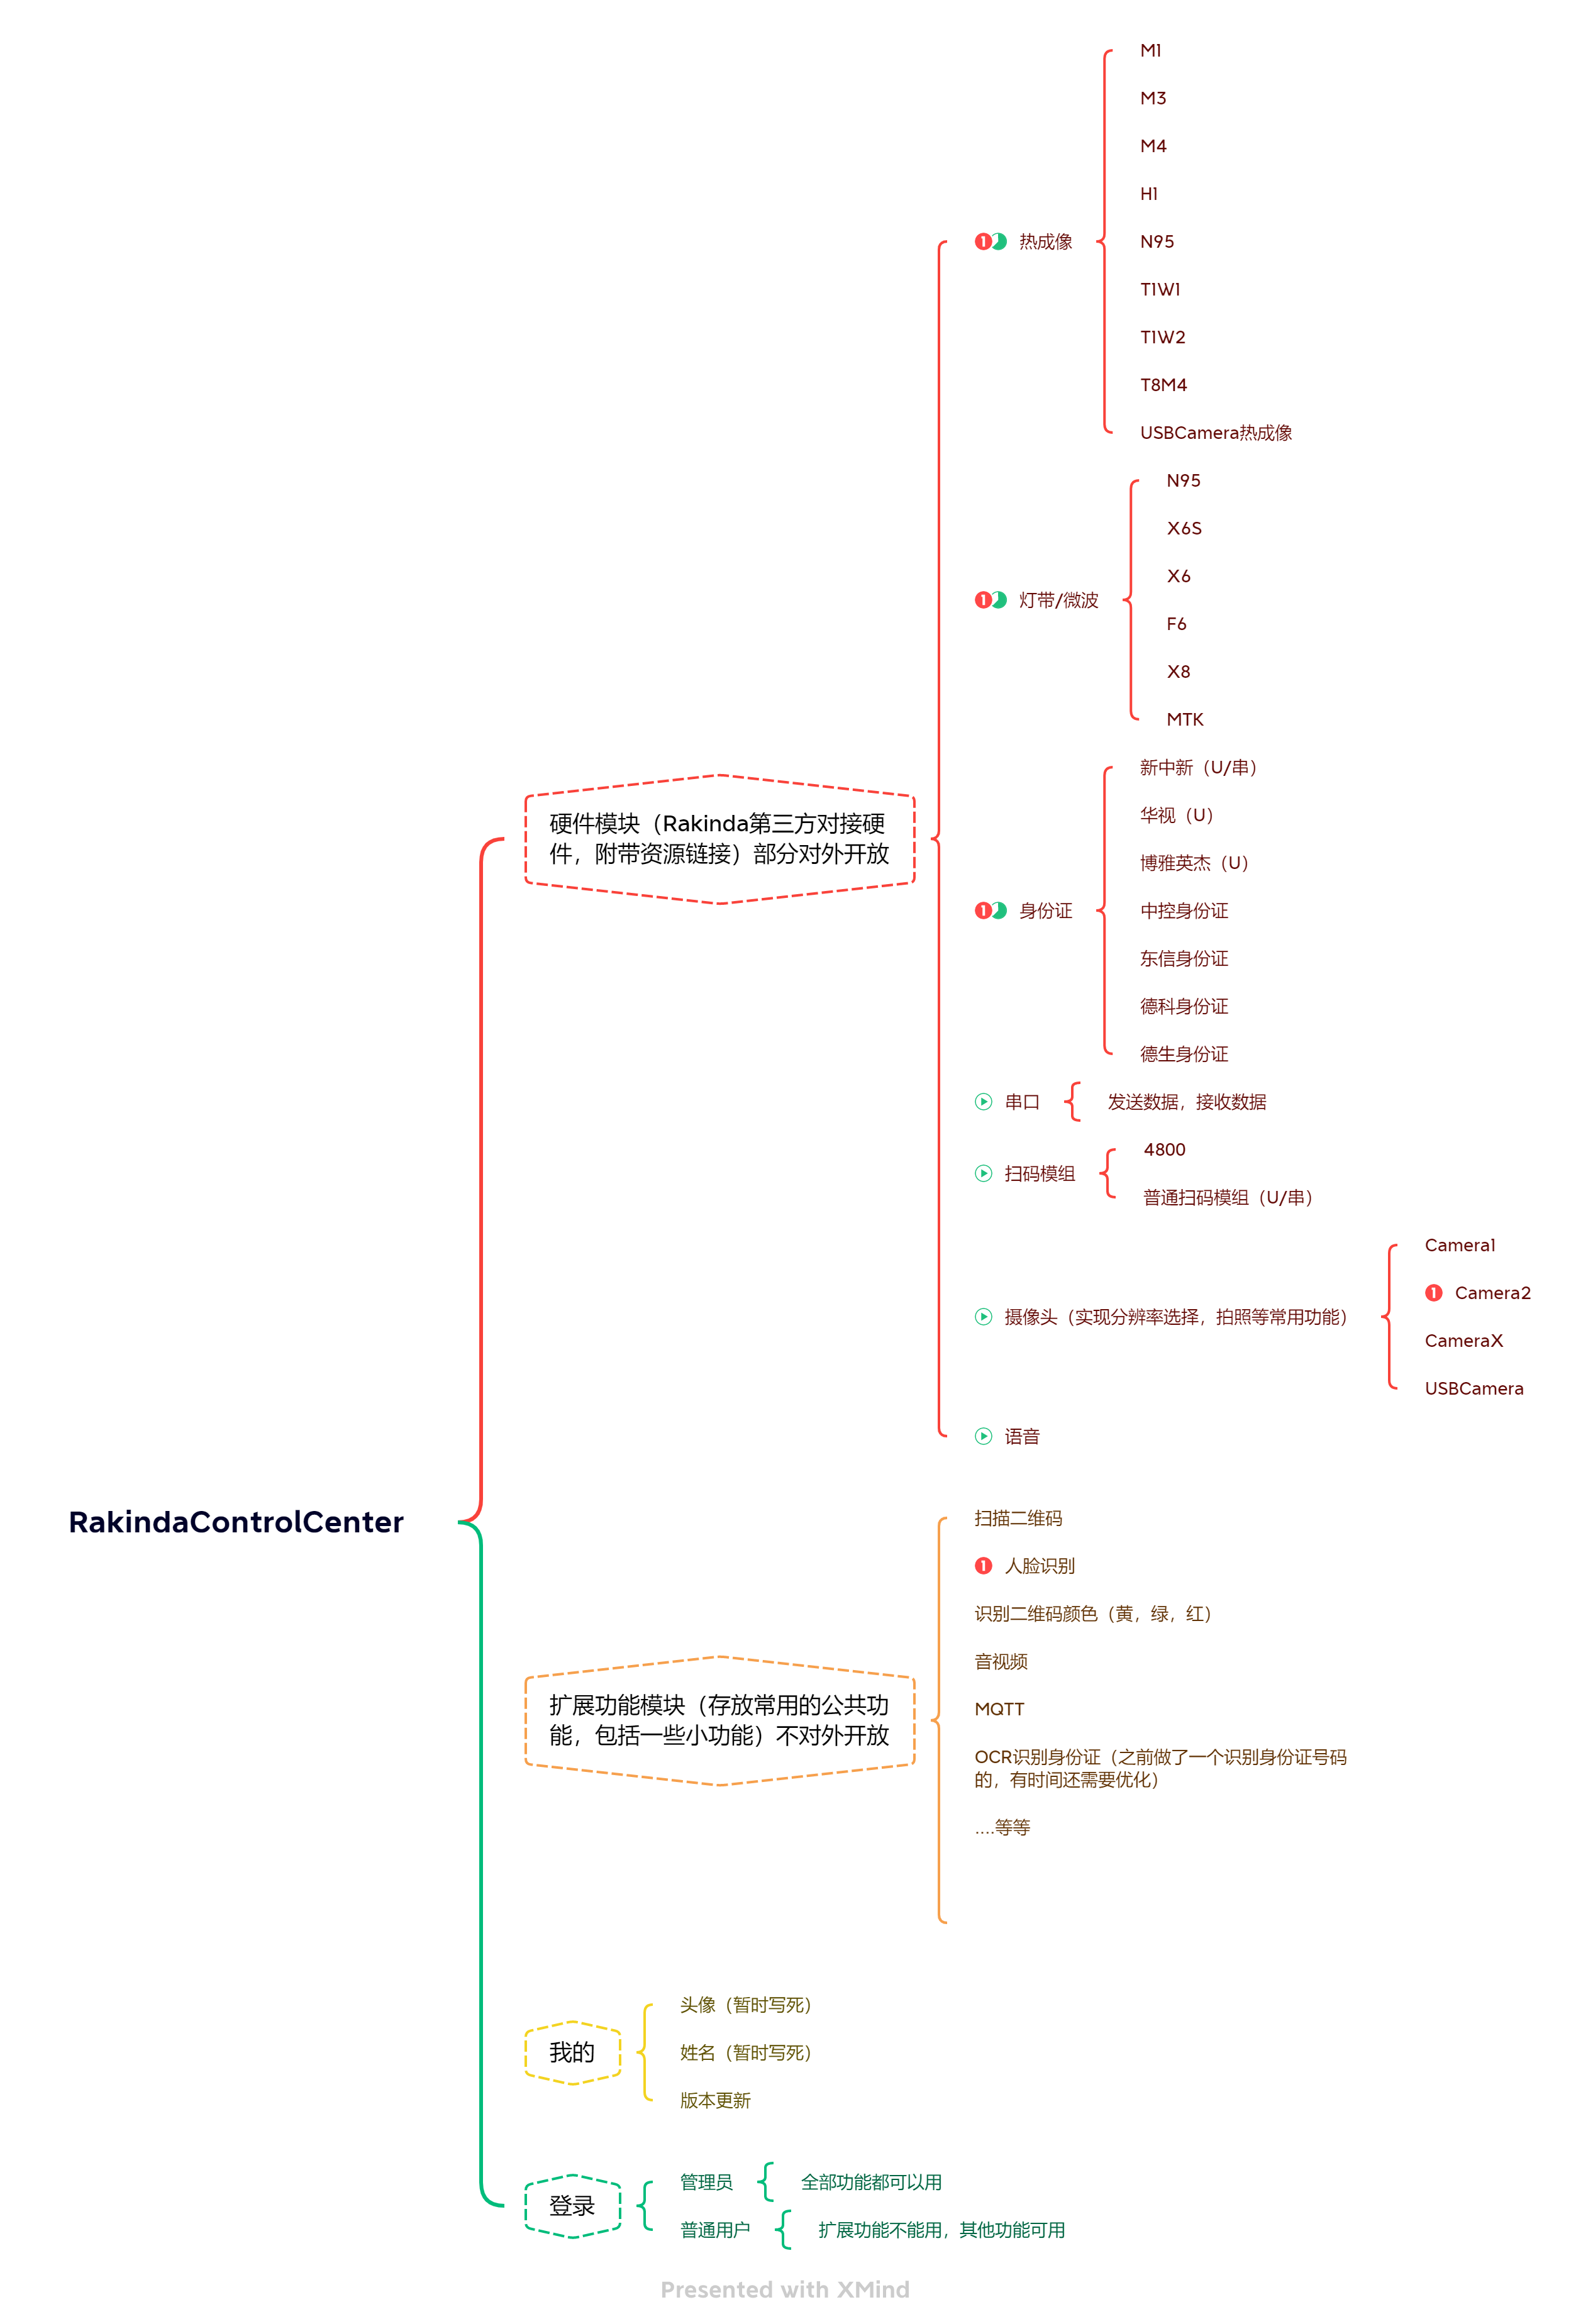 RakindaControlCenter
硬件模块（Rakinda第三方对接硬
件，附带资源链接）部分对外开放
1 热成像
M1
M3
M4
H1
N95
T1W1
T1W2
T8M4
USBCamera热成像
1 灯带/微波
N95
X6S
X6
F6
X8
MTK
1 身份证
新中新（U/串）
华视（U）
博雅英杰（U）
中控身份证
东信身份证
德科身份证
德生身份证
串口
发送数据，接收数据
扫码模组
4800
普通扫码模组（U/串）
摄像头（实现分辨率选择，拍照等常用功能）
Camera1
1 Camera2
CameraX
USBCamera
语音
扩展功能模块（存放常用的公共功
能，包括一些小功能）不对外开放
扫描二维码
1 人脸识别
识别二维码颜色（黄，绿，红）
音视频
MQTT
OCR识别身份证（之前做了一个识别身份证号码
的，有时间还需要优化）
....等等
我的
头像（暂时写死）
姓名（暂时写死）
版本更新
登录
管理员
全部功能都可以用
普通用户
扩展功能不能用，其他功能可用
Presented with XMind